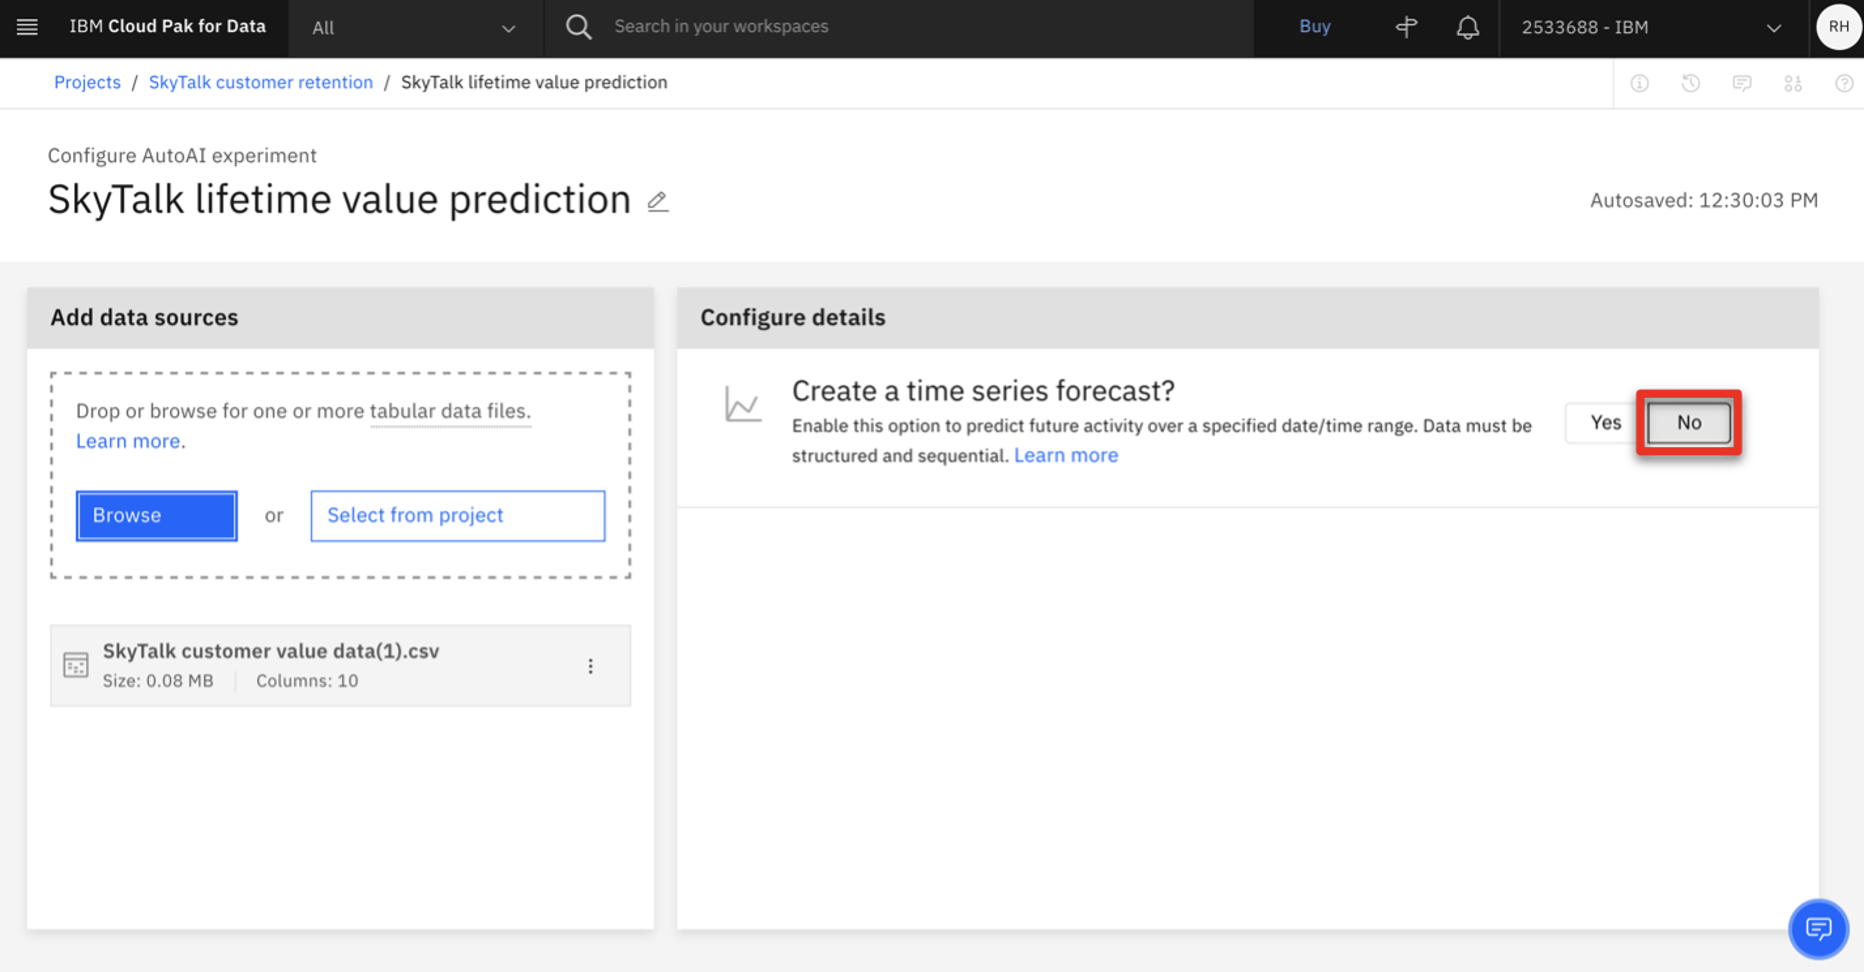 IBM Cloud Pak for Data
All
Search in your workspaces
Buy
2533688 - IBM
RH
Projects / SkyTalk customer retention / SkyTalk lifetime value prediction
Configure AutoAI experiment
SkyTalk lifetime value prediction
Autosaved: 12:30:03 PM
Add data sources
Drop or browse for one or more tabular data files.
Learn more.
Browse
or
Select from project
SkyTalk customer value data(1).csv
Size: 0.08 MB
Columns: 10
Configure details
Create a time series forecast?
Enable this option to predict future activity over a specified date/time range. Data must be
structured and sequential. Learn more
Yes
No